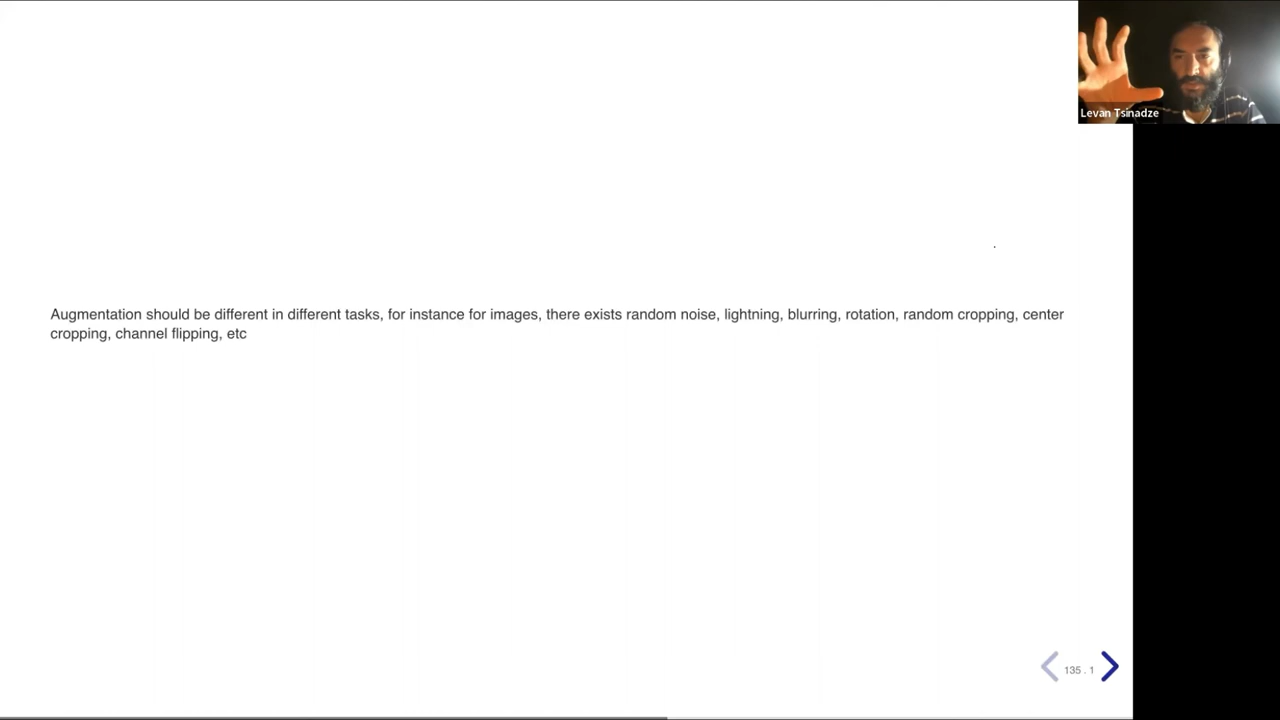 Levan Tsinadze
Augmentation should be different in different tasks, for instance for images, there exists random noise, lightning, blurring, rotation, random cropping, center
cropping, channel flipping, etc
135 . 1